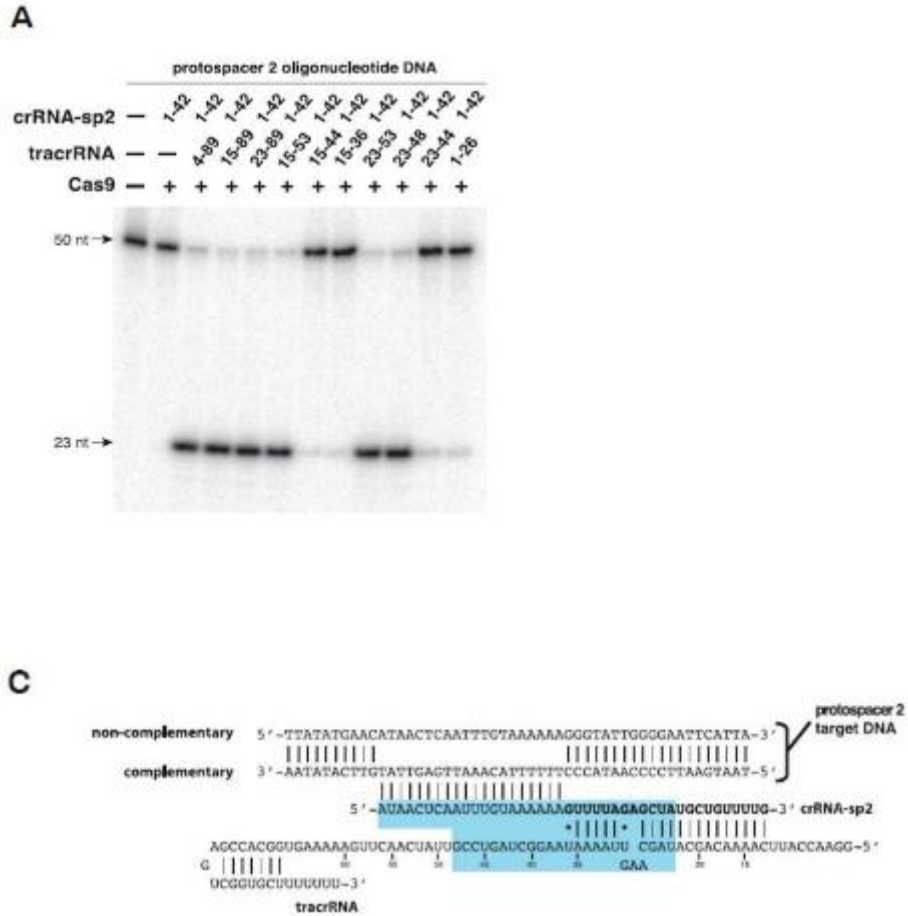 A
protospacer 2 oligonucleotide DNA
crRNA-sp2 — 1-42 1-42 1-42 1-42 1-42 1-42 1-42 1-42 1-42 1-42 1-42
tracrRNA — — 4-89 15-89 23-89 15-53 15-44 15-36 23-53 23-48 23-44 1-26
Cas9 — + + + + + + + + + + +
50 nt→
23 nt→
C
protospacer 2
target DNA
non-complementary 5'-TTATATGAACATAACTCAATTTGTAAAAAAGGGTATTGGGGAATTCATTA-3'
complementary 3'-AATATACTTGTATTGAGTTAAACATTTTTTCCCATAACCCCTTAAGTAAT-5'
5'-AUAACUCAAUUUGUAAAAAAGUUUUAGAGCUAUGCUGUUUUG-3' crRNA-sp2
AGCCACGGUGAAAAAGUUCAACUAUUGCCUGAUCGGAAUAAAAUU CGAUACGACAAAACUUACCAAGG-5'
G GAA
UCGGUGCUUUUUUU-3'
tracrRNA